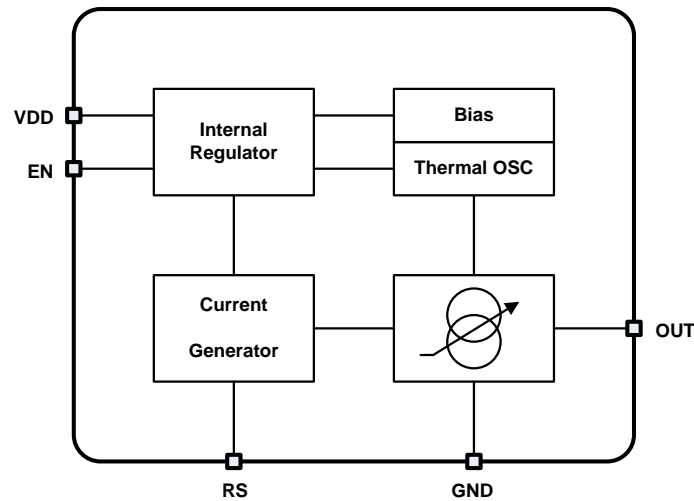 VDD
Internal
Regulator
Bias
EN
Thermal OSC
Current
Generator
OUT
RS
GND